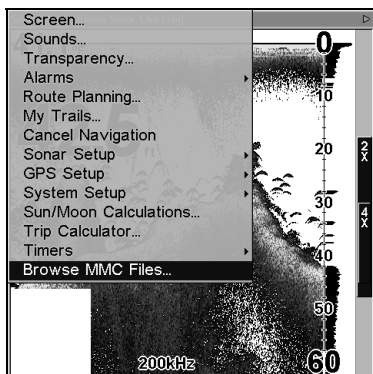 Screen...
Sounds...
Transparency...
Alarms
Route Planning...
My Trails...
Cancel Navigation
Sonar Setup
GPS Setup
System Setup
Sun/Moon Calculations...
Trip Calculator...
Timers
Browse MMC Files...
0
10
20
30
40
50
60
2X
4X
200kHz